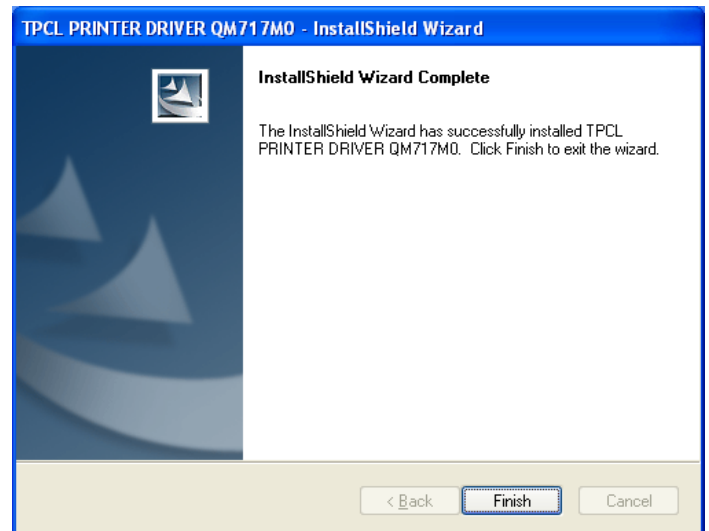 TPCL PRINTER DRIVER QM717M0 - InstallShield Wizard
InstallShield Wizard Complete
The InstallShield Wizard has successfully installed TPCL
PRINTER DRIVER QM717M0. Click Finish to exit the wizard.
< Back Finish Cancel